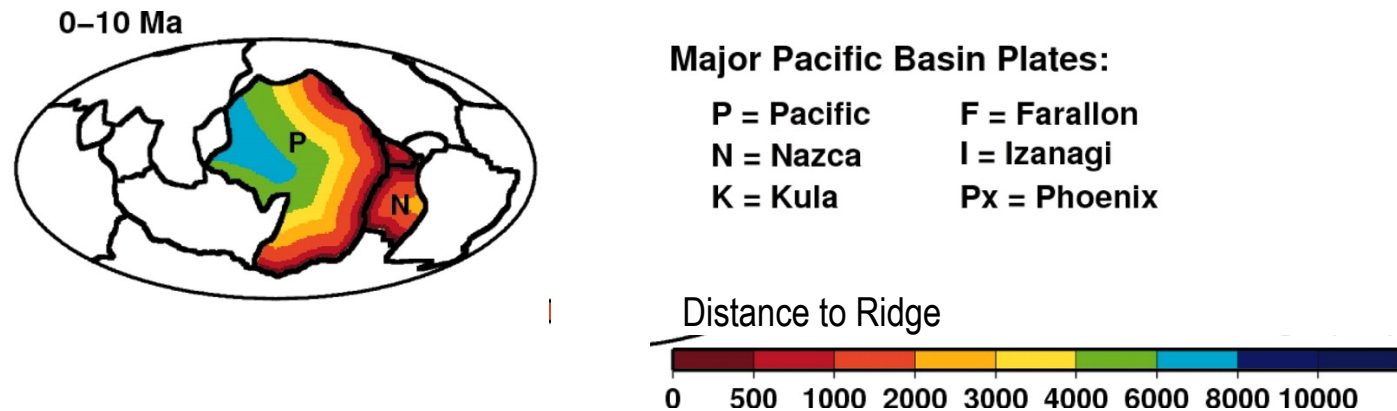 0–10 Ma
P
N
Major Pacific Basin Plates:
P = Pacific F = Farallon
N = Nazca I = Izanagi
K = Kula Px = Phoenix
Distance to Ridge
0 500 1000 2000 3000 4000 6000 8000 10000